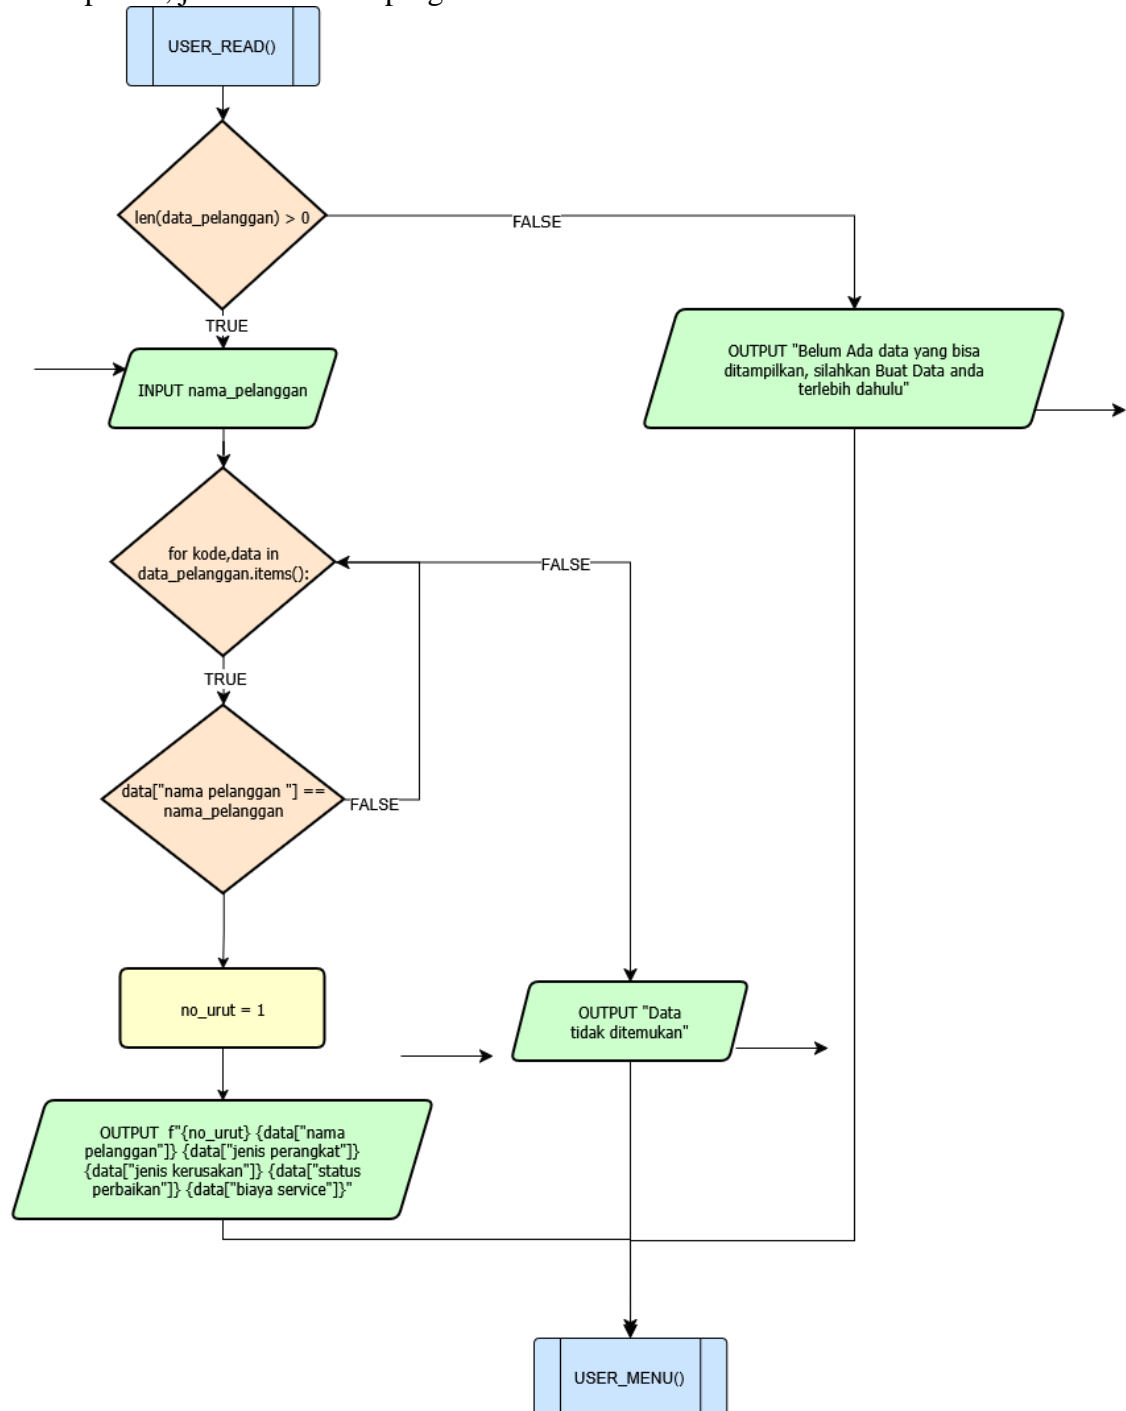 USER_READ()
len(data_pelanggan) > 0
FALSE
TRUE
INPUT nama_pelanggan
OUTPUT "Belum Ada data yang bisa
ditampilkan, silahkan Buat Data anda
terlebih dahulu"
for kode,data in
data_pelanggan.items():
FALSE
TRUE
data["nama pelanggan "] ==
nama_pelanggan
FALSE
no_urut = 1
OUTPUT "Data
tidak ditemukan"
OUTPUT f"{no_urut} {data["nama
pelanggan"]} {data["jenis perangkat"]}
{data["jenis kerusakan"]} {data["status
perbaikan"]} {data["biaya service"]}"
USER_MENU()